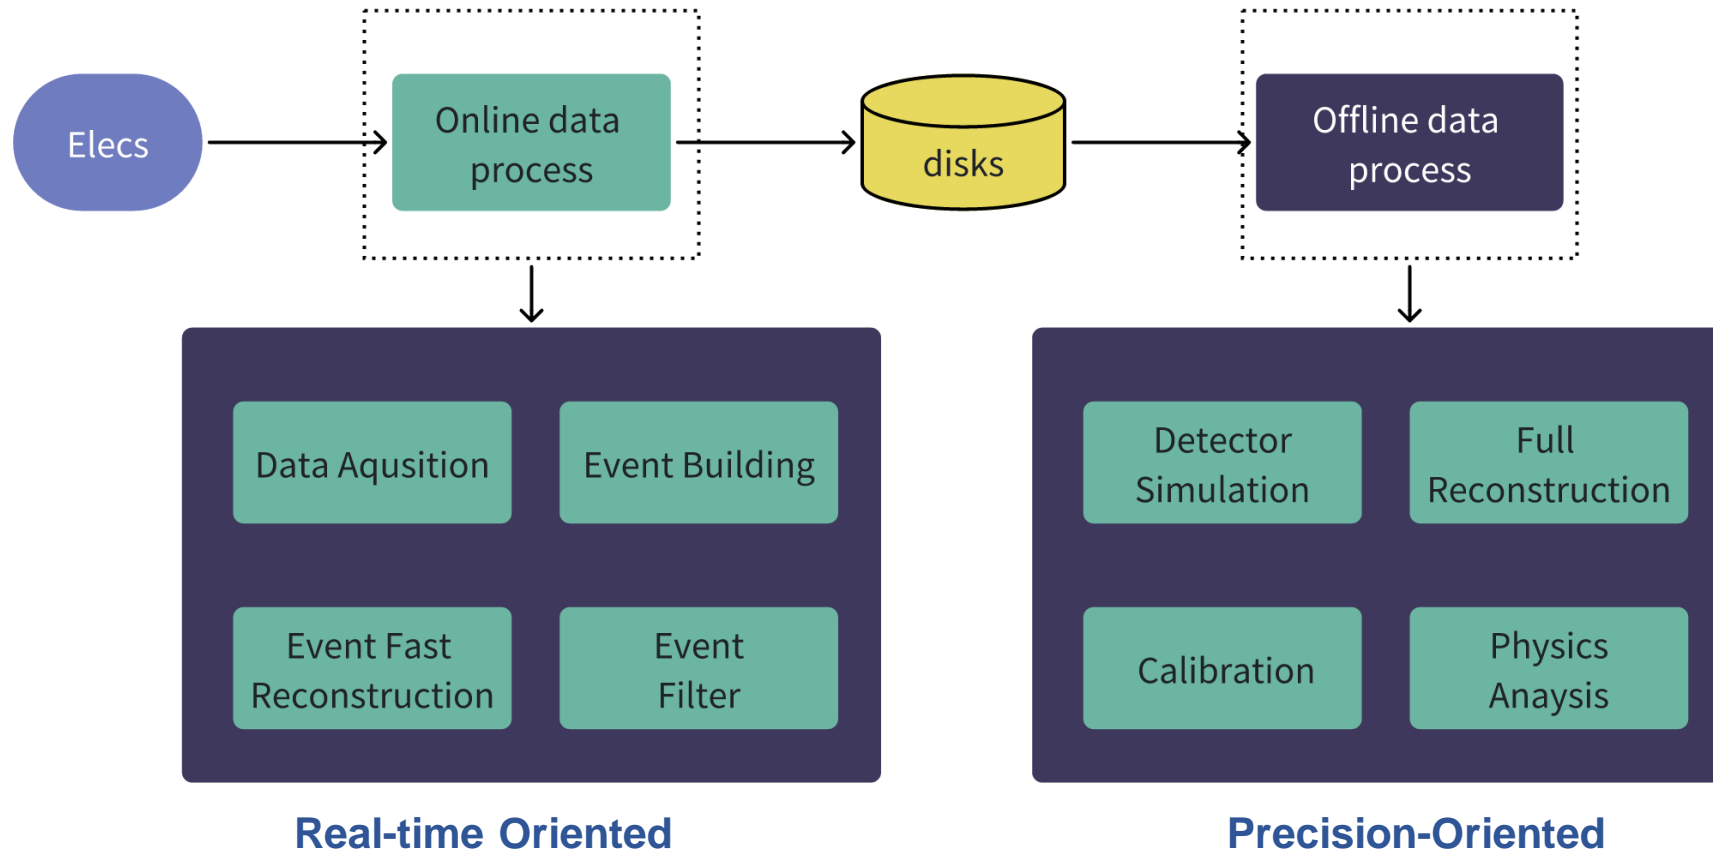 Elecs
Online data
process
disks
Offline data
process
Data Aqusition
Event Building
Event Fast
Reconstruction
Event
Filter
Detector
Simulation
Full
Reconstruction
Calibration
Physics
Anaysis
Real-time Oriented
Precision-Oriented